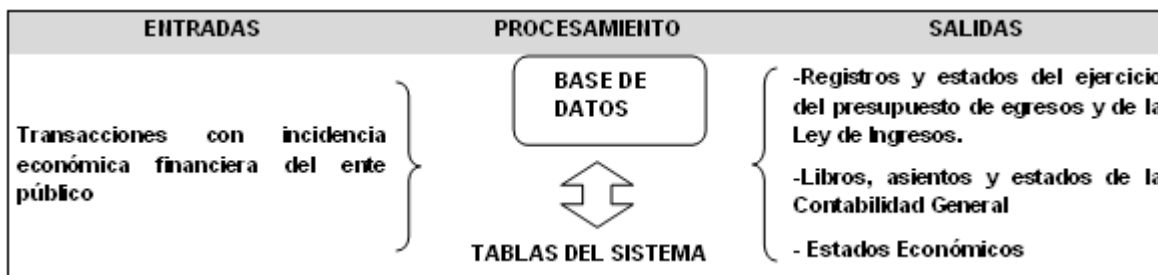 ENTRADAS
PROCESAMIENTO
SALIDAS
Transacciones con incidencia
económica financiera del ente
público
BASE DE
DATOS
TABLAS DEL SISTEMA
-Registros y estados del ejercicio
del presupuesto de egresos y de la
Ley de Ingresos.
-Libros, asientos y estados de la
Contabilidad General
- Estados Económicos